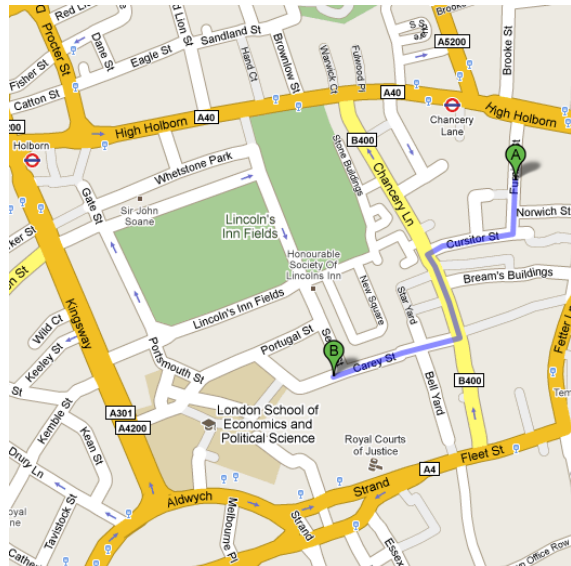 Red Lion St
Sandland St
Brooke St
A5200
D
Procter St
Dane St
Eagle St
Fisher St
Catton St
Hand Ct
Brownlow St
Warwick Ct
Fulwood Pl
A40
A40
High Holborn
Chancery
Lane
High Holborn
B400
Holborn
Whetstone Park
Stone Buildings
Chancery Ln
A
Gate St
Sir John
Soane
Lincoln's
Inn Fields
Norwich St
Cursitor St
Honourable
Society Of
Lincolns Inn
New Square
Star Yard
Bream's Buildings
Kingsway
Lincoln's Inn Fields
Wild Ct
Keeley St
Portugal St
Portsmouth St
B
Carey St
Fetter
Kemble St
Kean St
A301
A4200
London School of
Economics and
Political Science
Bell Yard
B400
Royal Courts
of Justice
Fleet St
A4
Drury Ln
Tavistock St
Aldwych
Strand
Melbourne Pl
Strand
Essex
Office Row